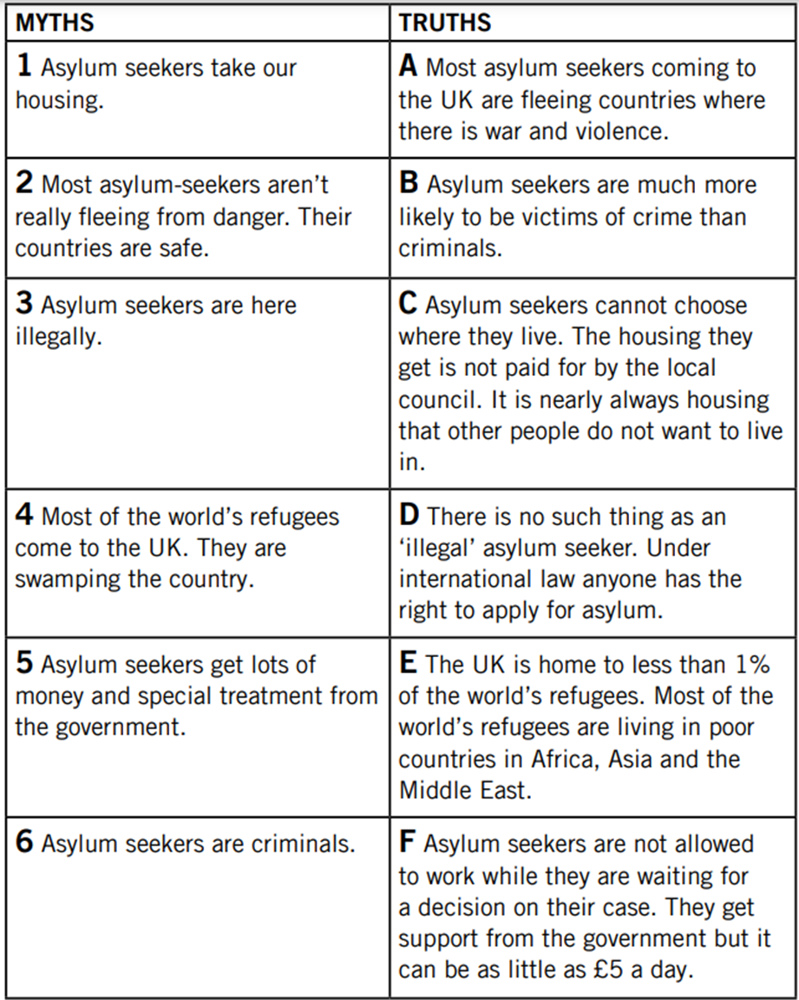 MYTHS
TRUTHS
1 Asylum seekers take our
housing.
A Most asylum seekers coming to
the UK are fleeing countries where
there is war and violence.
2 Most asylum-seekers aren’t
really fleeing from danger. Their
countries are safe.
B Asylum seekers are much more
likely to be victims of crime than
criminals.
3 Asylum seekers are here
illegally.
C Asylum seekers cannot choose
where they live. The housing they
get is not paid for by the local
council. It is nearly always housing
that other people do not want to live
in.
4 Most of the world’s refugees
come to the UK. They are
swamping the country.
D There is no such thing as an
‘illegal’ asylum seeker. Under
international law anyone has the
right to apply for asylum.
5 Asylum seekers get lots of
money and special treatment from
the government.
E The UK is home to less than 1%
of the world’s refugees. Most of the
world’s refugees are living in poor
countries in Africa, Asia and the
Middle East.
6 Asylum seekers are criminals.
F Asylum seekers are not allowed
to work while they are waiting for
a decision on their case. They get
support from the government but it
can be as little as £5 a day.